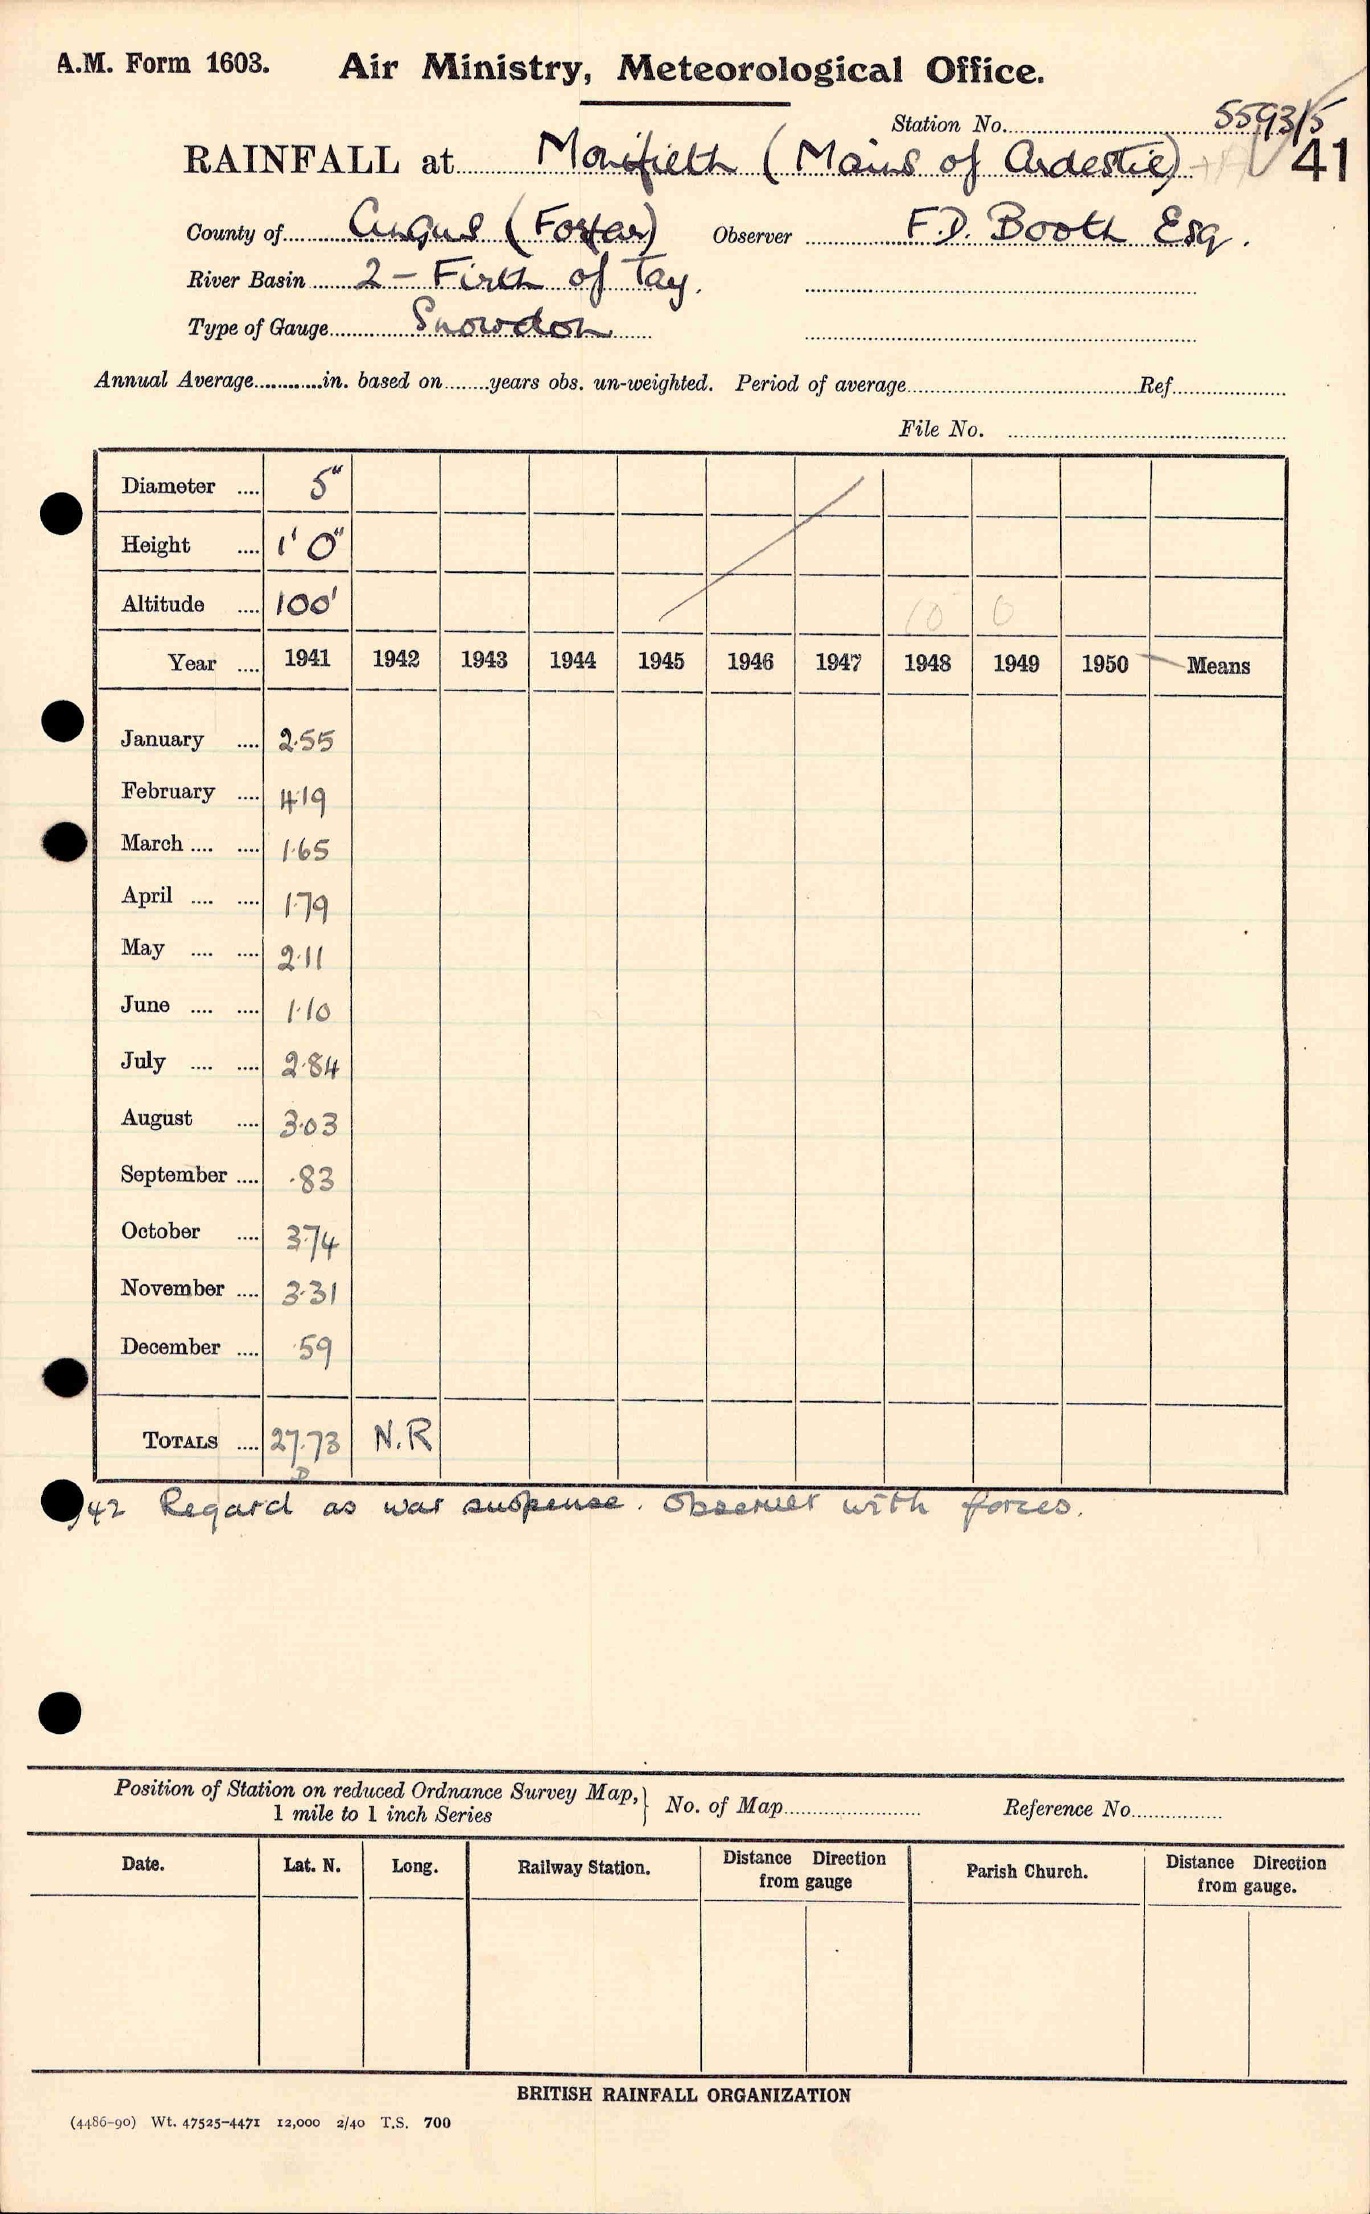 A.M. Form 1603. Air Ministry, Meteorological Office.
Station No. 5593/5
RAINFALL at Monifieth (Mains of Ardestie) 41
County of Angus (Forfar) Observer F.D. Booth Esq.
River Basin 2 - Firth of Tay.
Type of Gauge Snowdon
Annual Average............in. based on........years obs. un-weighted. Period of average............Ref............
File No. ............
Diameter .... 5"
Height .... 1' 0"
Altitude .... 100' 10 0
Year .... 1941 1942 1943 1944 1945 1946 1947 1948 1949 1950 Means
January .... 2.55
February .... 4.19
March .... .... 1.65
April .... .... 1.79
May .... .... 2.11
June .... .... 1.10
July .... .... 2.84
August .... 3.03
September .... .83
October .... 3.74
November .... 3.31
December .... .59
TOTALS .... 27.73 N.R
42 Regard as war suspense. Observer with forces.
Position of Station on reduced Ordnance Survey Map, } No. of Map............ Reference No............
1 mile to 1 inch Series
Date. Lat. N. Long. Railway Station. Distance Direction from gauge Parish Church. Distance Direction from gauge.
BRITISH RAINFALL ORGANIZATION
(4486-90) Wt. 47525-4471 12,000 2/40 T.S. 700